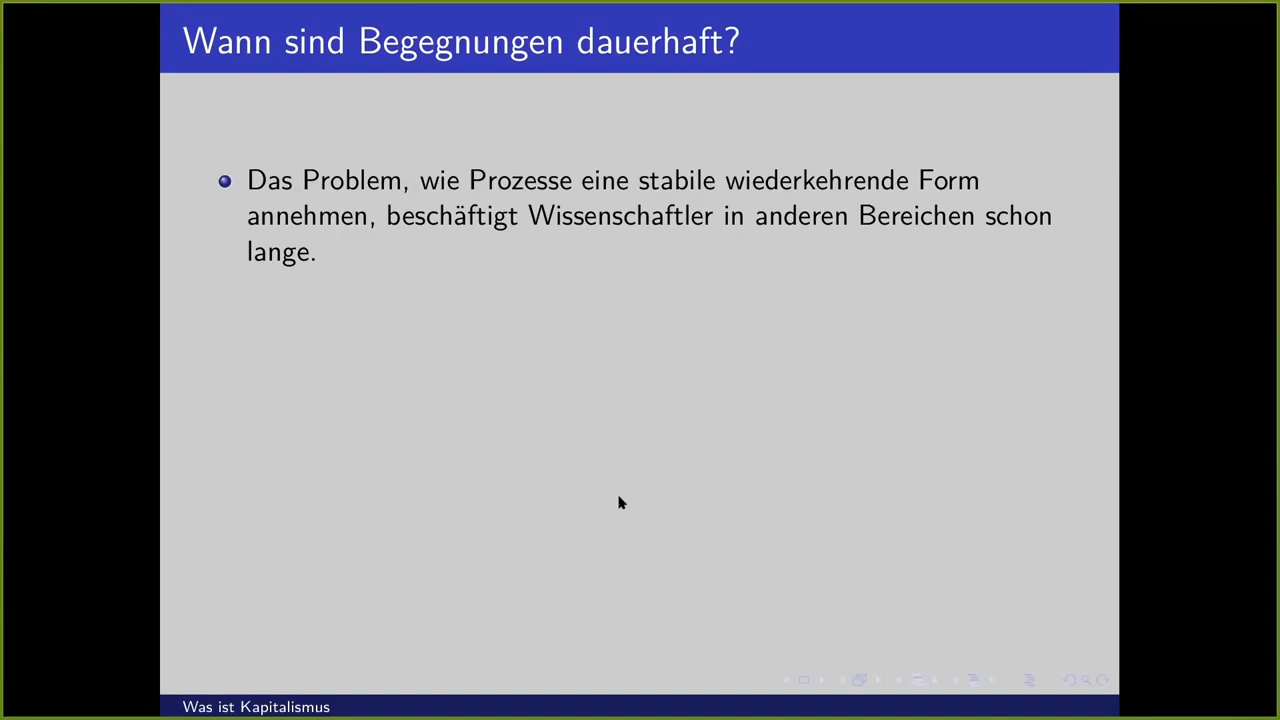 Wann sind Begegnungen dauerhaft?
Das Problem, wie Prozesse eine stabile wiederkehrende Form
annehmen, beschäftigt Wissenschaftler in anderen Bereichen schon
lange.
Was ist Kapitalismus